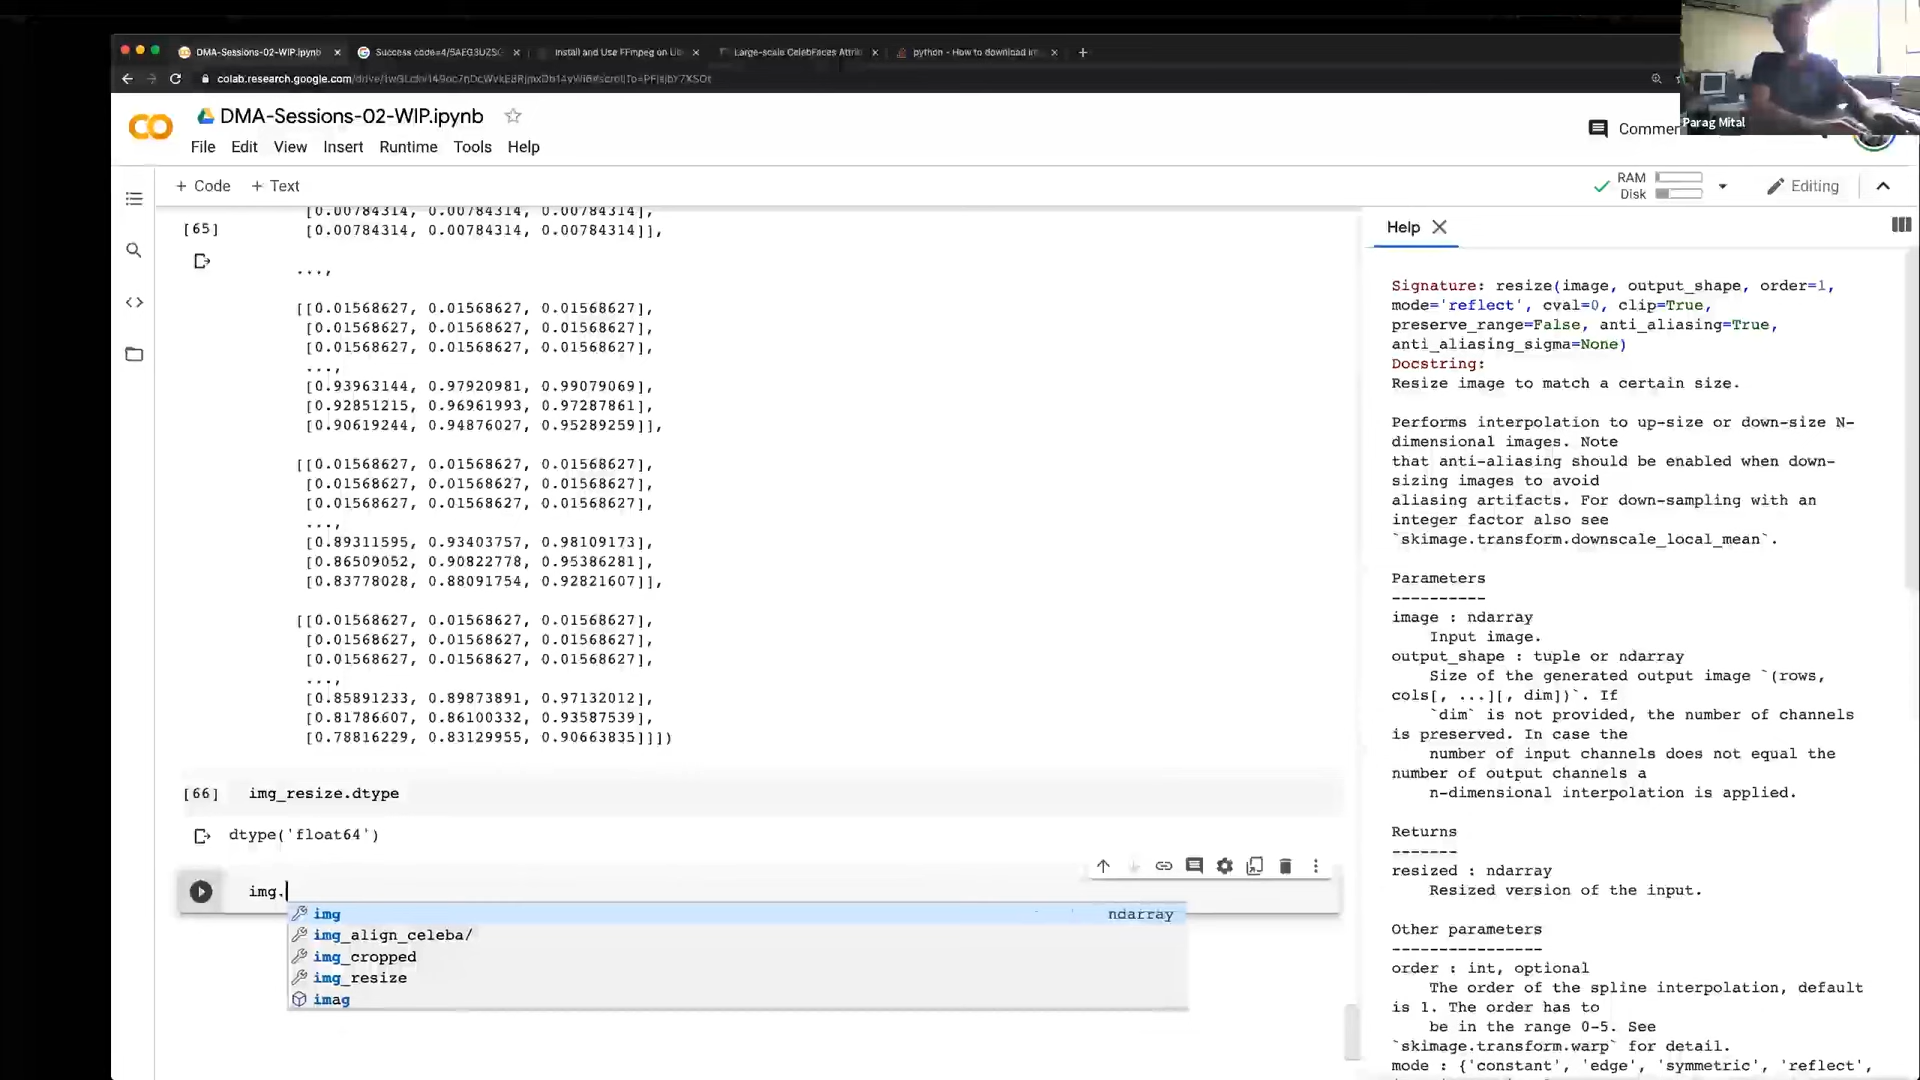 DMA-Sessions-02-WIP.ipynb
Success code=4/5AEG3UZS
Install and Use FFmpeg on
Large-scale CelebFaces Attrib
python - How to download
colab.research.google.com
Parag Mital
DMA-Sessions-02-WIP.ipynb
File Edit View Insert Runtime Tools Help
+ Code + Text
RAM
Disk
Editing
[65]
[0.00784314, 0.00784314, 0.00784314],
[0.00784314, 0.00784314, 0.00784314]],
...,
[[0.01568627, 0.01568627, 0.01568627],
[0.01568627, 0.01568627, 0.01568627],
[0.01568627, 0.01568627, 0.01568627],
...,
[0.93963144, 0.97920981, 0.99079069],
[0.92851215, 0.96961993, 0.97287861],
[0.90619244, 0.94876027, 0.95289259]],
[[0.01568627, 0.01568627, 0.01568627],
[0.01568627, 0.01568627, 0.01568627],
[0.01568627, 0.01568627, 0.01568627],
...,
[0.89311595, 0.93403757, 0.98109173],
[0.86509052, 0.90822778, 0.95386281],
[0.83778028, 0.88091754, 0.92821607]],
[[0.01568627, 0.01568627, 0.01568627],
[0.01568627, 0.01568627, 0.01568627],
[0.01568627, 0.01568627, 0.01568627],
...,
[0.85891233, 0.89873891, 0.97132012],
[0.81786607, 0.86100332, 0.93587539],
[0.78816229, 0.83129955, 0.90663835]]])
[66] img_resize.dtype
dtype('float64')
img.
img ndarray
img_align_celeba/
img_cropped
img_resize
imag
Help
Signature: resize(image, output_shape, order=1,
mode='reflect', cval=0, clip=True,
preserve_range=False, anti_aliasing=True,
anti_aliasing_sigma=None)
Docstring:
Resize image to match a certain size.
Performs interpolation to up-size or down-size N-
dimensional images. Note
that anti-aliasing should be enabled when down-
sizing images to avoid
aliasing artifacts. For down-sampling with an
integer factor also see
`skimage.transform.downscale_local_mean`.
Parameters
----------
image : ndarray
Input image.
output_shape : tuple or ndarray
Size of the generated output image `(rows,
cols[, ...][, dim])`. If
`dim` is not provided, the number of channels
is preserved. In case the
number of input channels does not equal the
number of output channels a
n-dimensional interpolation is applied.
Returns
-------
resized : ndarray
Resized version of the input.
Other parameters
----------------
order : int, optional
The order of the spline interpolation, default
is 1. The order has to
be in the range 0-5. See
`skimage.transform.warp` for detail.
mode : {'constant', 'edge', 'symmetric', 'reflect',